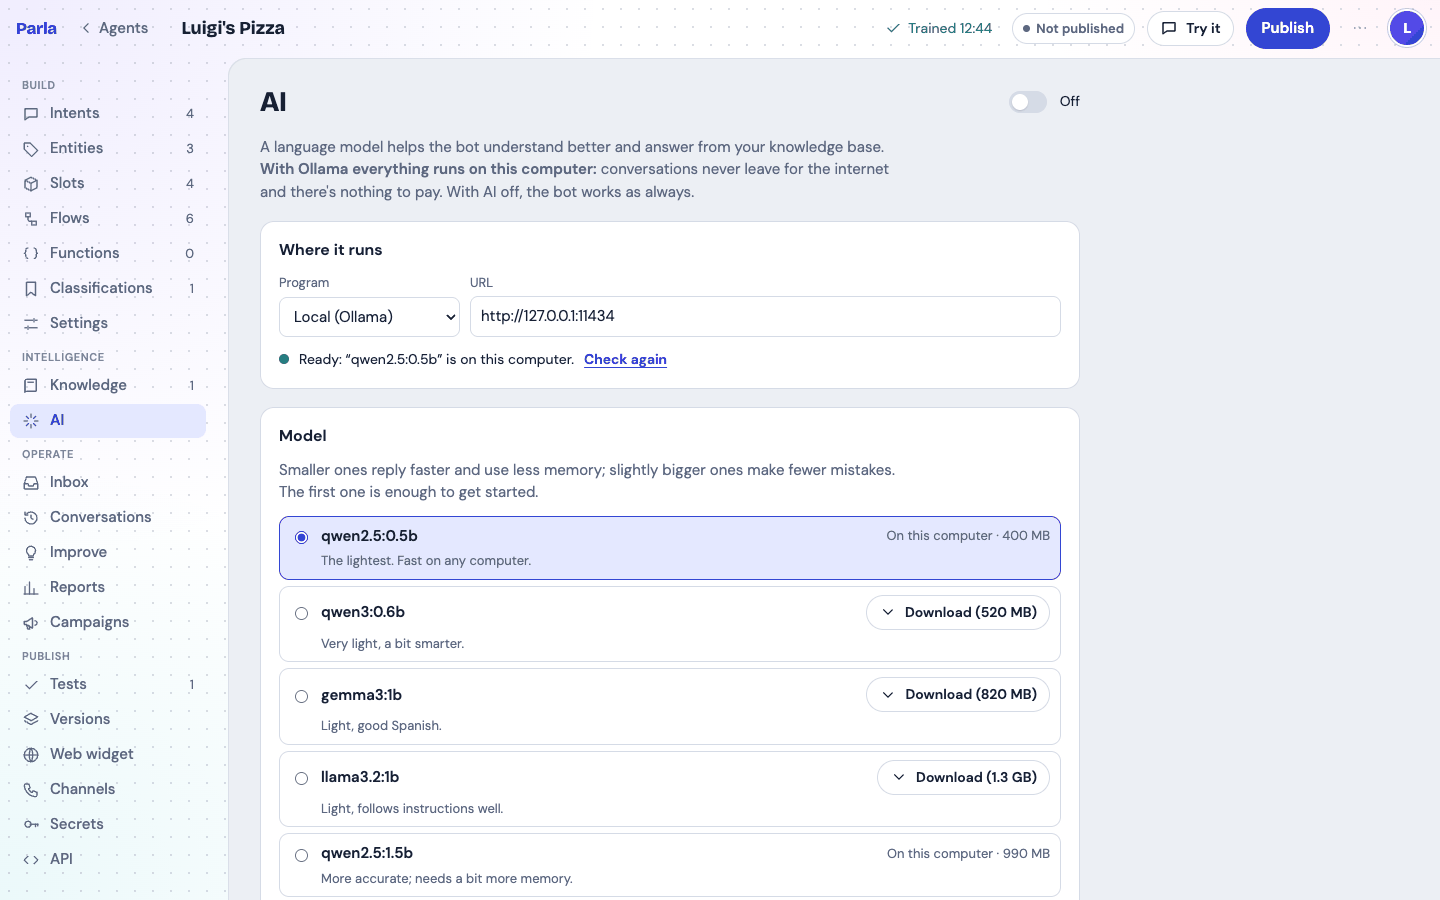 Parla
Agents
Luigi's Pizza
Trained 12:44
Not published
Try it
Publish
L
BUILD
Intents 4
Entities 3
Slots 4
Flows 6
Functions 0
Classifications 1
Settings
INTELLIGENCE
Knowledge 1
AI
OPERATE
Inbox
Conversations
Improve
Reports
Campaigns
PUBLISH
Tests 1
Versions
Web widget
Channels
Secrets
API
AI
Off
A language model helps the bot understand better and answer from your knowledge base.
With Ollama everything runs on this computer: conversations never leave for the internet
and there's nothing to pay. With AI off, the bot works as always.
Where it runs
Program
URL
Local (Ollama)
http://127.0.0.1:11434
Ready: “qwen2.5:0.5b” is on this computer. Check again
Model
Smaller ones reply faster and use less memory; slightly bigger ones make fewer mistakes.
The first one is enough to get started.
qwen2.5:0.5b
On this computer · 400 MB
The lightest. Fast on any computer.
qwen3:0.6b
Download (520 MB)
Very light, a bit smarter.
gemma3:1b
Download (820 MB)
Light, good Spanish.
llama3.2:1b
Download (1.3 GB)
Light, follows instructions well.
qwen2.5:1.5b
On this computer · 990 MB
More accurate; needs a bit more memory.